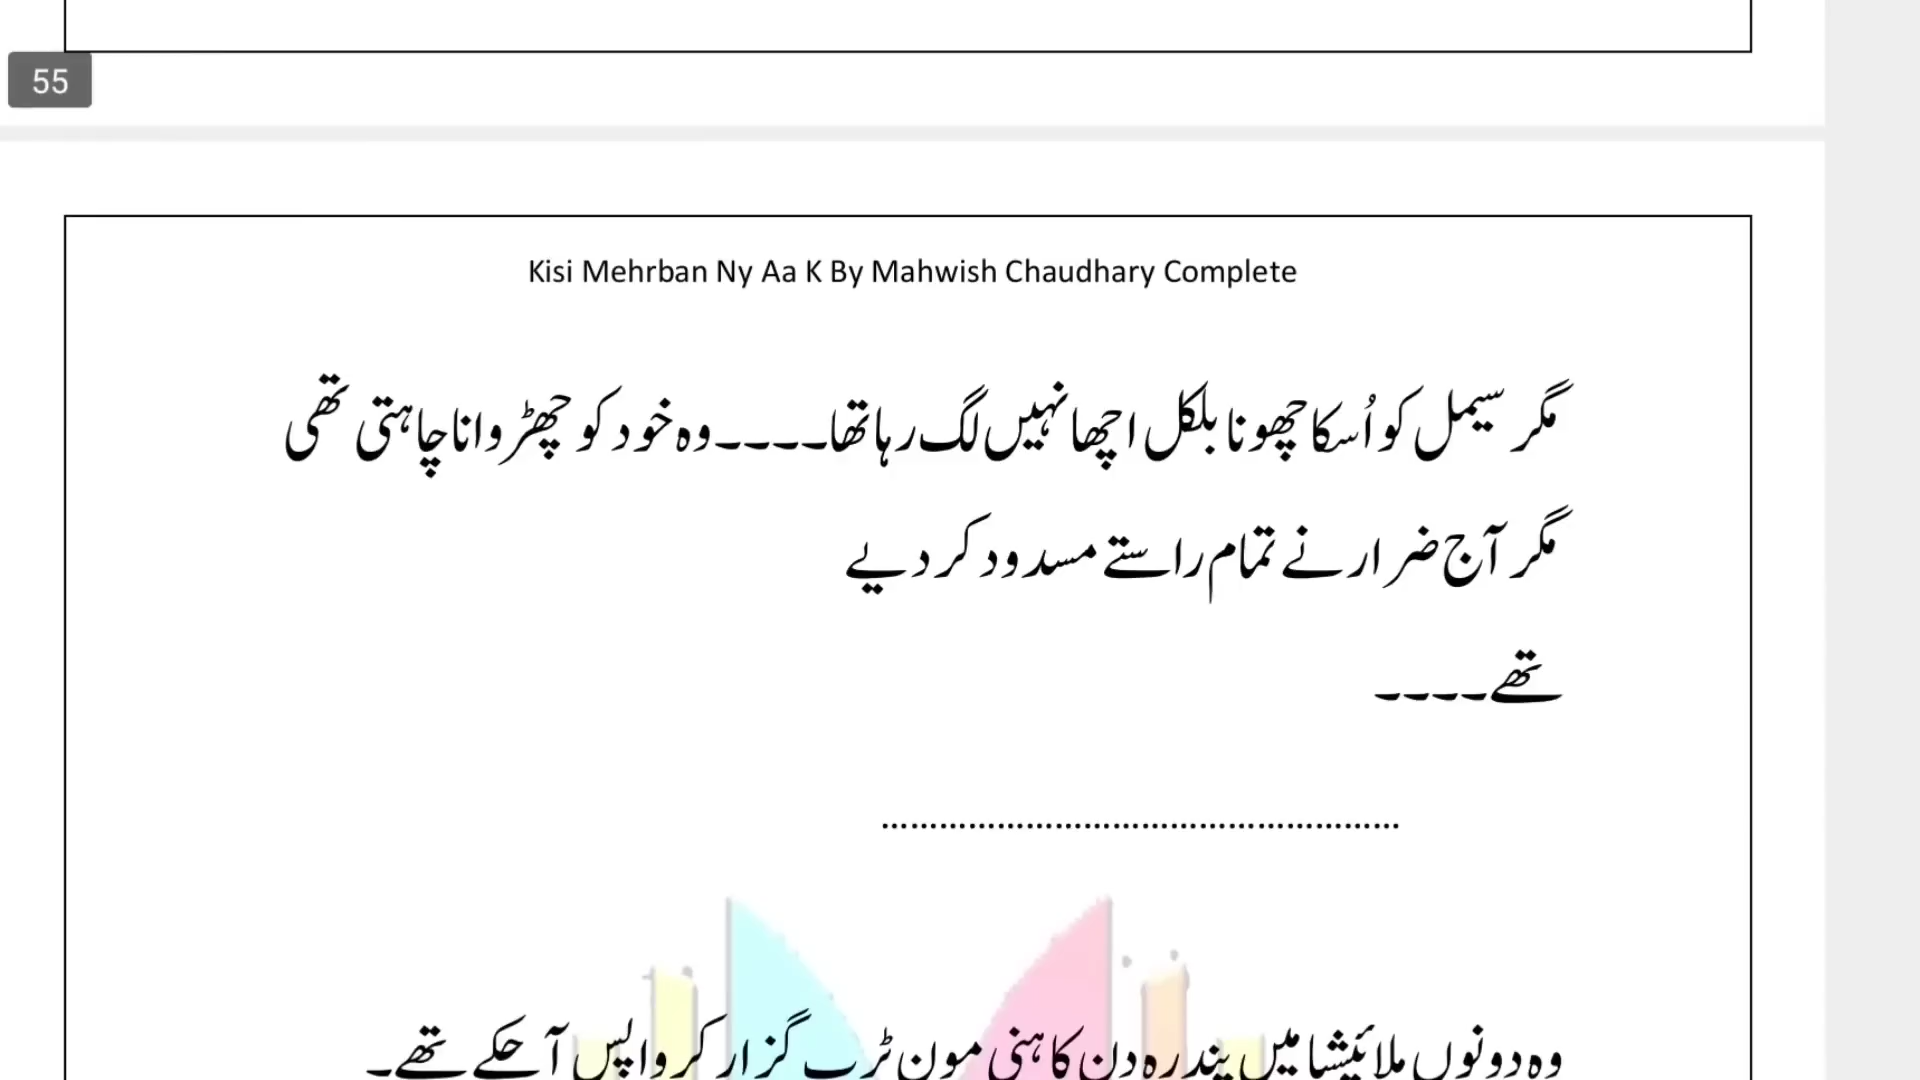 55
Kisi Mehrban Ny Aa K By Mahwish Chaudhary Complete
مگر سیمل کو اُسکا چھونا بلکل اچھا نہیں لگ رہا تھا۔۔۔۔وہ خود کو چھڑوانا چاہتی تھی
مگر آج ضرار نے تمام راستے مسدود کر دیے
تھے۔۔۔۔
......................................................
وہ دونوں ملائیشا میں پندرہ دن کا ہنی مون ٹرپ گزار کر واپس آ چکے تھے۔